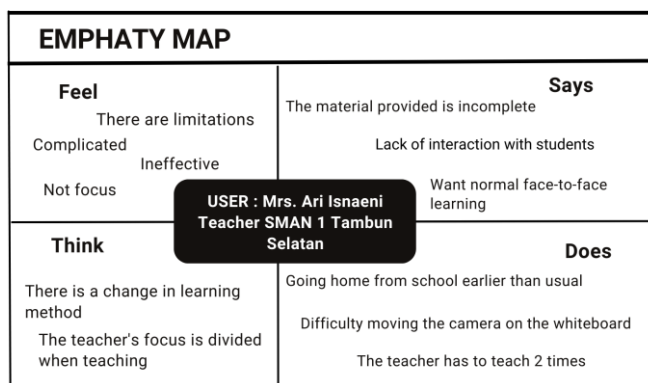 EMPHATY MAP
Feel
There are limitations
Complicated
Ineffective
Not focus
Says
The material provided is incomplete
Lack of interaction with students
Want normal face-to-face
learning
USER : Mrs. Ari Isnaeni
Teacher SMAN 1 Tambun
Selatan
Think
There is a change in learning
method
The teacher's focus is divided
when teaching
Does
Going home from school earlier than usual
Difficulty moving the camera on the whiteboard
The teacher has to teach 2 times